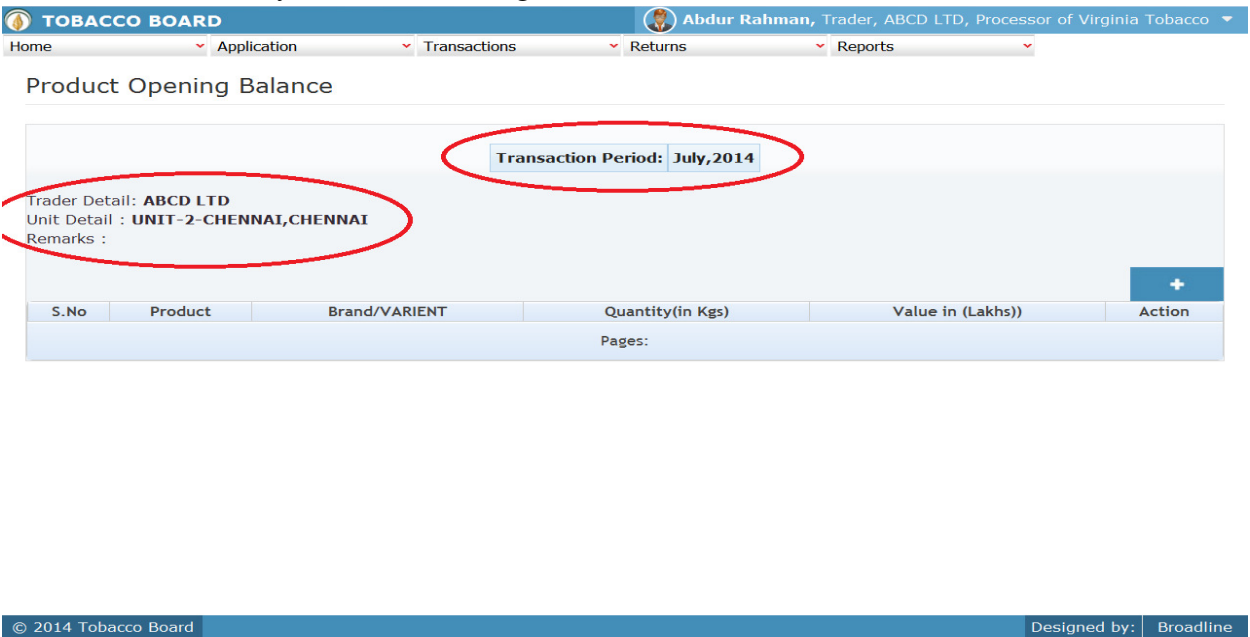 TOBACCO BOARD Abdur Rahman, Trader, ABCD LTD, Processor of Virginia Tobacco
Home Application Transactions Returns Reports
Product Opening Balance
Transaction Period: July,2014
Trader Detail: ABCD LTD
Unit Detail : UNIT-2-CHENNAI,CHENNAI
Remarks :
+
S.No Product Brand/VARIENT Quantity(in Kgs) Value in (Lakhs)) Action
Pages:
© 2014 Tobacco Board Designed by: Broadline